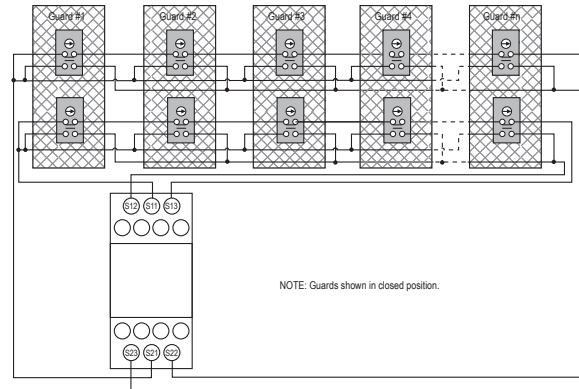 Guard #1 Guard #2 Guard #3 Guard #4 Guard #n
S12 S11 S13
NOTE: Guards shown in closed position.
S23 S21 S22